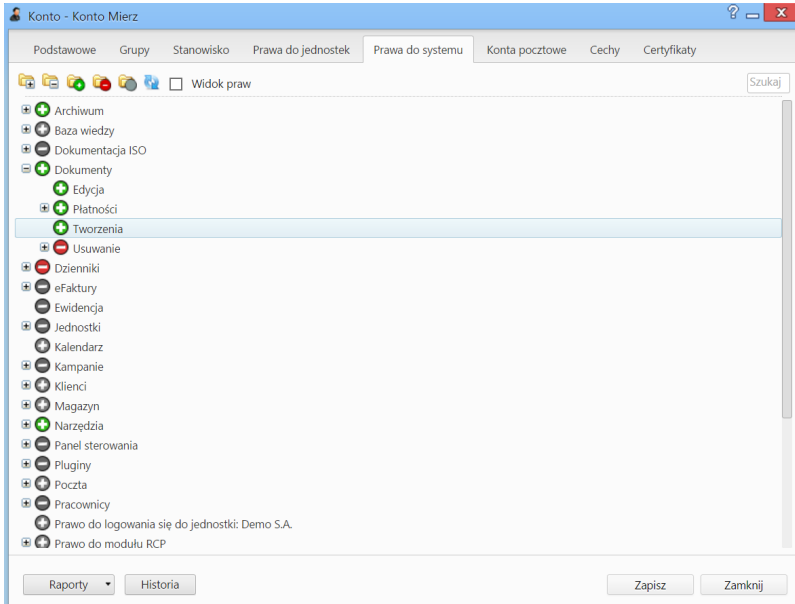 Konto - Konto Mierz
?
Podstawowe Grupy Stanowisko Prawa do jednostek Prawa do systemu Konta pocztowe Cechy Certyfikaty
Widok praw Szukaj
Archiwum
Baza wiedzy
Dokumentacja ISO
Dokumenty
Edycja
Płatności
Tworzenia
Usuwanie
Dzienniki
eFaktury
Ewidencja
Jednostki
Kalendarz
Kampanie
Klienci
Magazyn
Narzędzia
Panel sterowania
Pluginy
Poczta
Pracownicy
Prawo do logowania się do jednostki: Demo S.A.
Prawo do modułu RCP
Raporty Historia Zapisz Zamknij